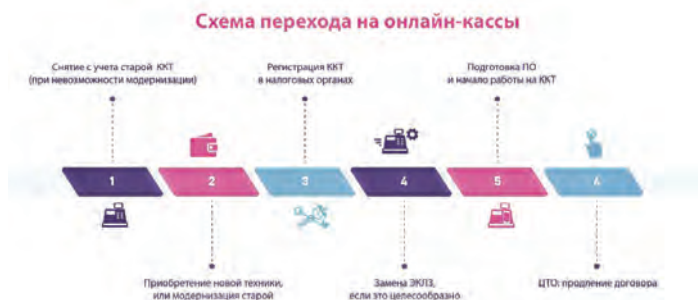 Схема перехода на онлайн-кассы
Снятие с учета старой ККТ
(при невозможности модернизации)
Регистрация ККТ
в налоговых органах
Подготовка ПО
и начало работы на ККТ
1
2
3
4
5
6
Приобретение новой техники,
или модернизация старой
Замена ЭКЛЗ,
если это целесообразно
ЦТО: продление договора